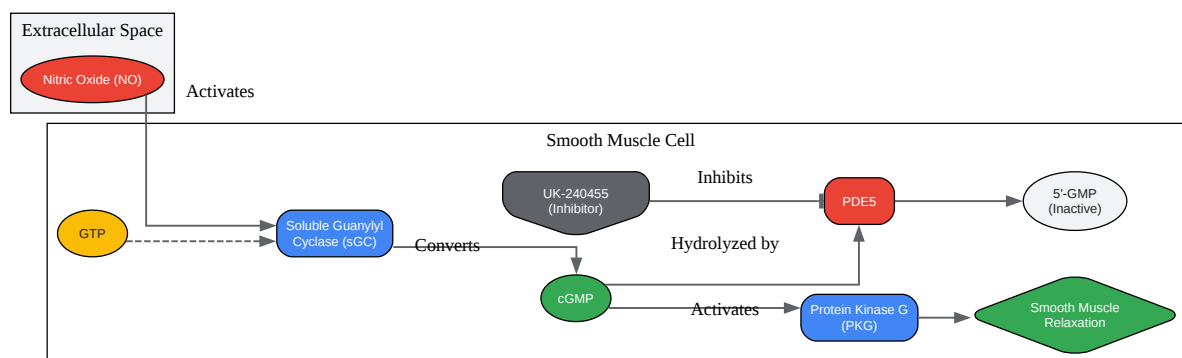 Extracellular Space
Nitric Oxide (NO)
Activates
Smooth Muscle Cell
UK-240455
(Inhibitor)
Inhibits
PDE5
5'-GMP
(Inactive)
GTP
Soluble Guanylyl
Cyclase (sGC)
Converts
Hydrolyzed by
cGMP
Activates
Protein Kinase G
(PKG)
Smooth Muscle
Relaxation